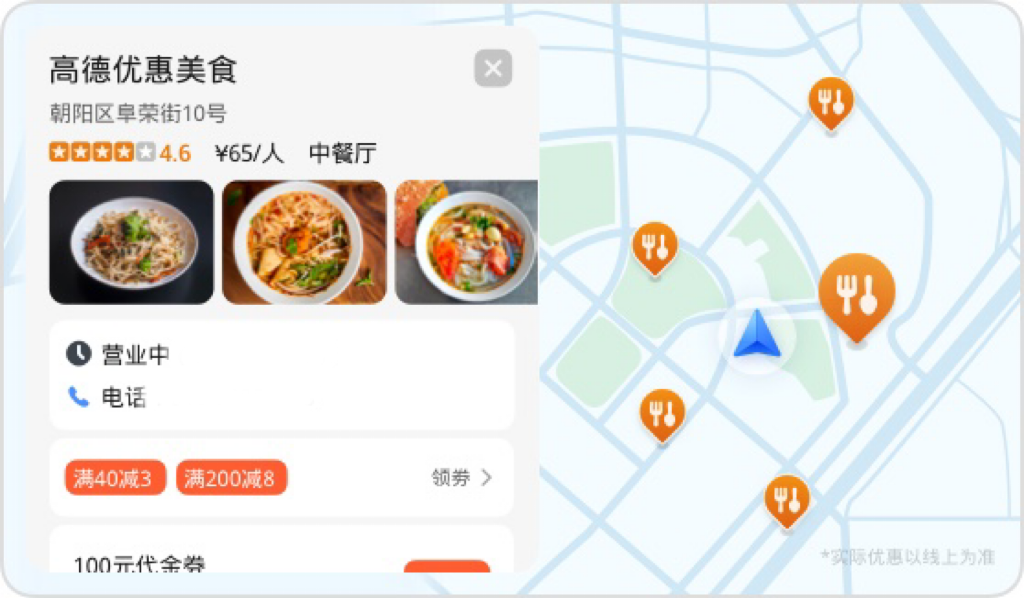 高德优惠美食
朝阳区阜荣街10号
4.6 ¥65/人 中餐厅
营业中
电话
满40减3 满200减8 领券
100元代金券
*实际优惠以线上为准